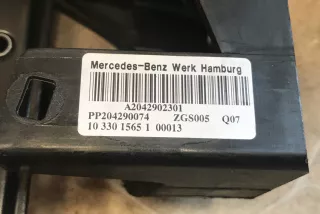 Mercedes-Benz Werk Hamburg
A2042902301
PP204290074 ZGS005 Q07
10 330 1565 1 00013